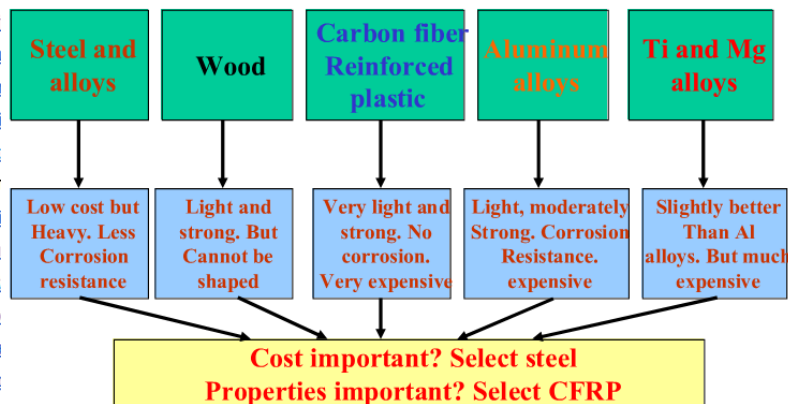 Steel and
alloys
Wood
Carbon fiber
Reinforced
plastic
Aluminum
alloys
Ti and Mg
alloys
Low cost but
Heavy. Less
Corrosion
resistance
Light and
strong. But
Cannot be
shaped
Very light and
strong. No
corrosion.
Very expensive
Light, moderately
Strong. Corrosion
Resistance.
expensive
Slightly better
Than Al
alloys. But much
expensive
Cost important? Select steel
Properties important? Select CFRP